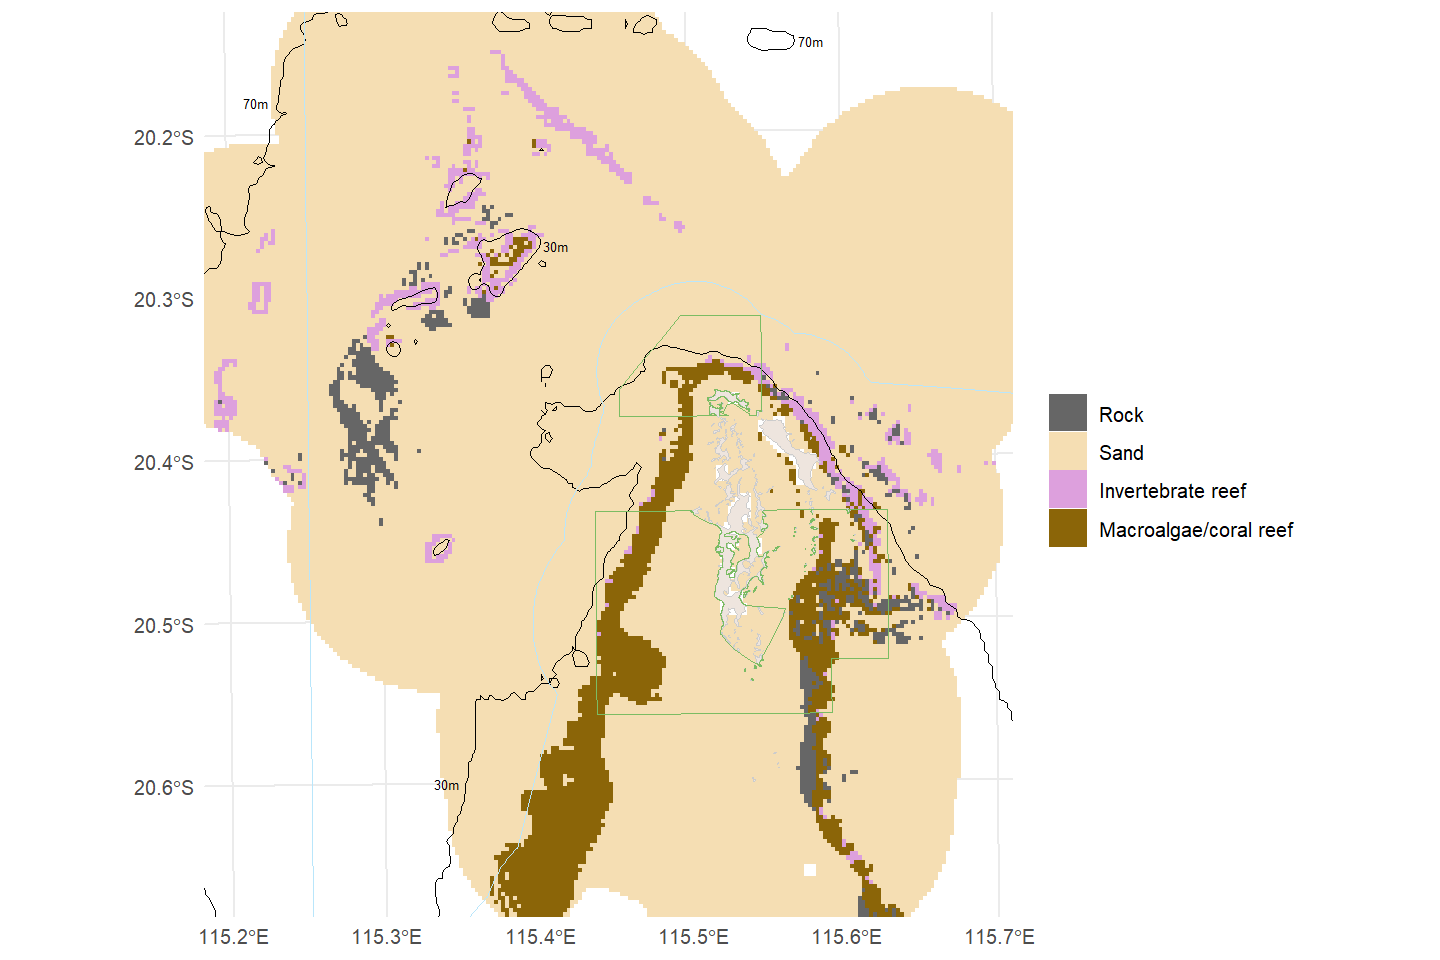 70m
70m
20.2°S
30m
20.3°S
Rock
Sand
20.4°S
Invertebrate reef
Macroalgae/coral reef
20.5°S
30m
20.6°S
115.2°E 115.3°E 115.4°E 115.5°E 115.6°E 115.7°E